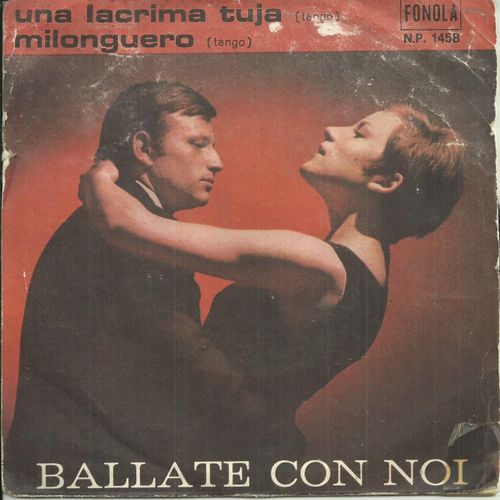 una lacrima tuja (tango)
milonguero (tango)
FONOLA
N.P. 1458
BALLATE CON NOI